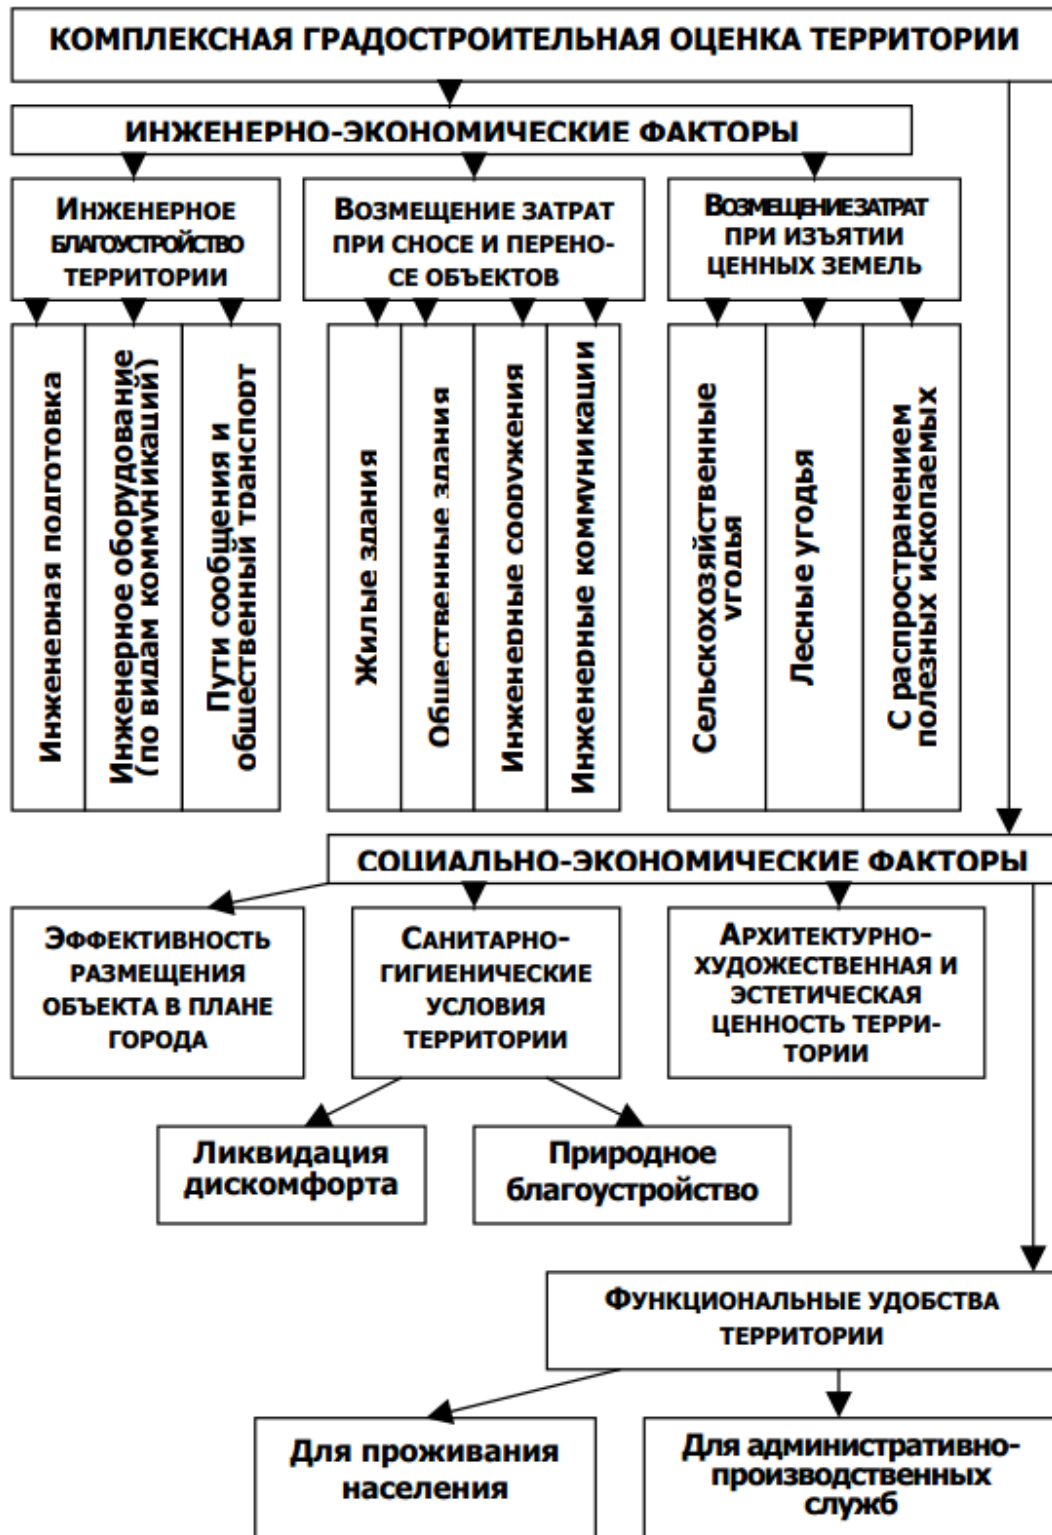 КОМПЛЕКСНАЯ ГРАДОСТРОИТЕЛЬНАЯ ОЦЕНКА ТЕРРИТОРИИ
ИНЖЕНЕРНО-ЭКОНОМИЧЕСКИЕ ФАКТОРЫ
ИНЖЕНЕРНОЕ
БЛАГОУСТРОЙСТВО
ТЕРРИТОРИИ
ВОЗМЕЩЕНИЕ ЗАТРАТ
ПРИ СНОСЕ И ПЕРЕНО-
СЕ ОБЪЕКТОВ
ВОЗМЕЩЕНИЕ ЗАТРАТ
ПРИ ИЗЪЯТИИ
ЦЕННЫХ ЗЕМЕЛЬ
Инженерная подготовка
Инженерное оборудование
(по видам коммуникаций)
Пути сообщения и
общественный транспорт
Жилые здания
Общественные здания
Инженерные сооружения
Инженерные коммуникации
Сельскохозяйственные
угодья
Лесные угодья
С распространением
полезных ископаемых
СОЦИАЛЬНО-ЭКОНОМИЧЕСКИЕ ФАКТОРЫ
ЭФФЕКТИВНОСТЬ
РАЗМЕЩЕНИЯ
ОБЪЕКТА В ПЛАНЕ
ГОРОДА
САНИТАРНО-
ГИГИЕНИЧЕСКИЕ
УСЛОВИЯ
ТЕРРИТОРИИ
АРХИТЕКТУРНО-
ХУДОЖЕСТВЕННАЯ И
ЭСТЕТИЧЕСКАЯ
ЦЕННОСТЬ ТЕРРИ-
ТОРИИ
Ликвидация
дискомфорта
Природное
благоустройство
ФУНКЦИОНАЛЬНЫЕ УДОБСТВА
ТЕРРИТОРИИ
Для проживания
населения
Для административно-
производственных
служб